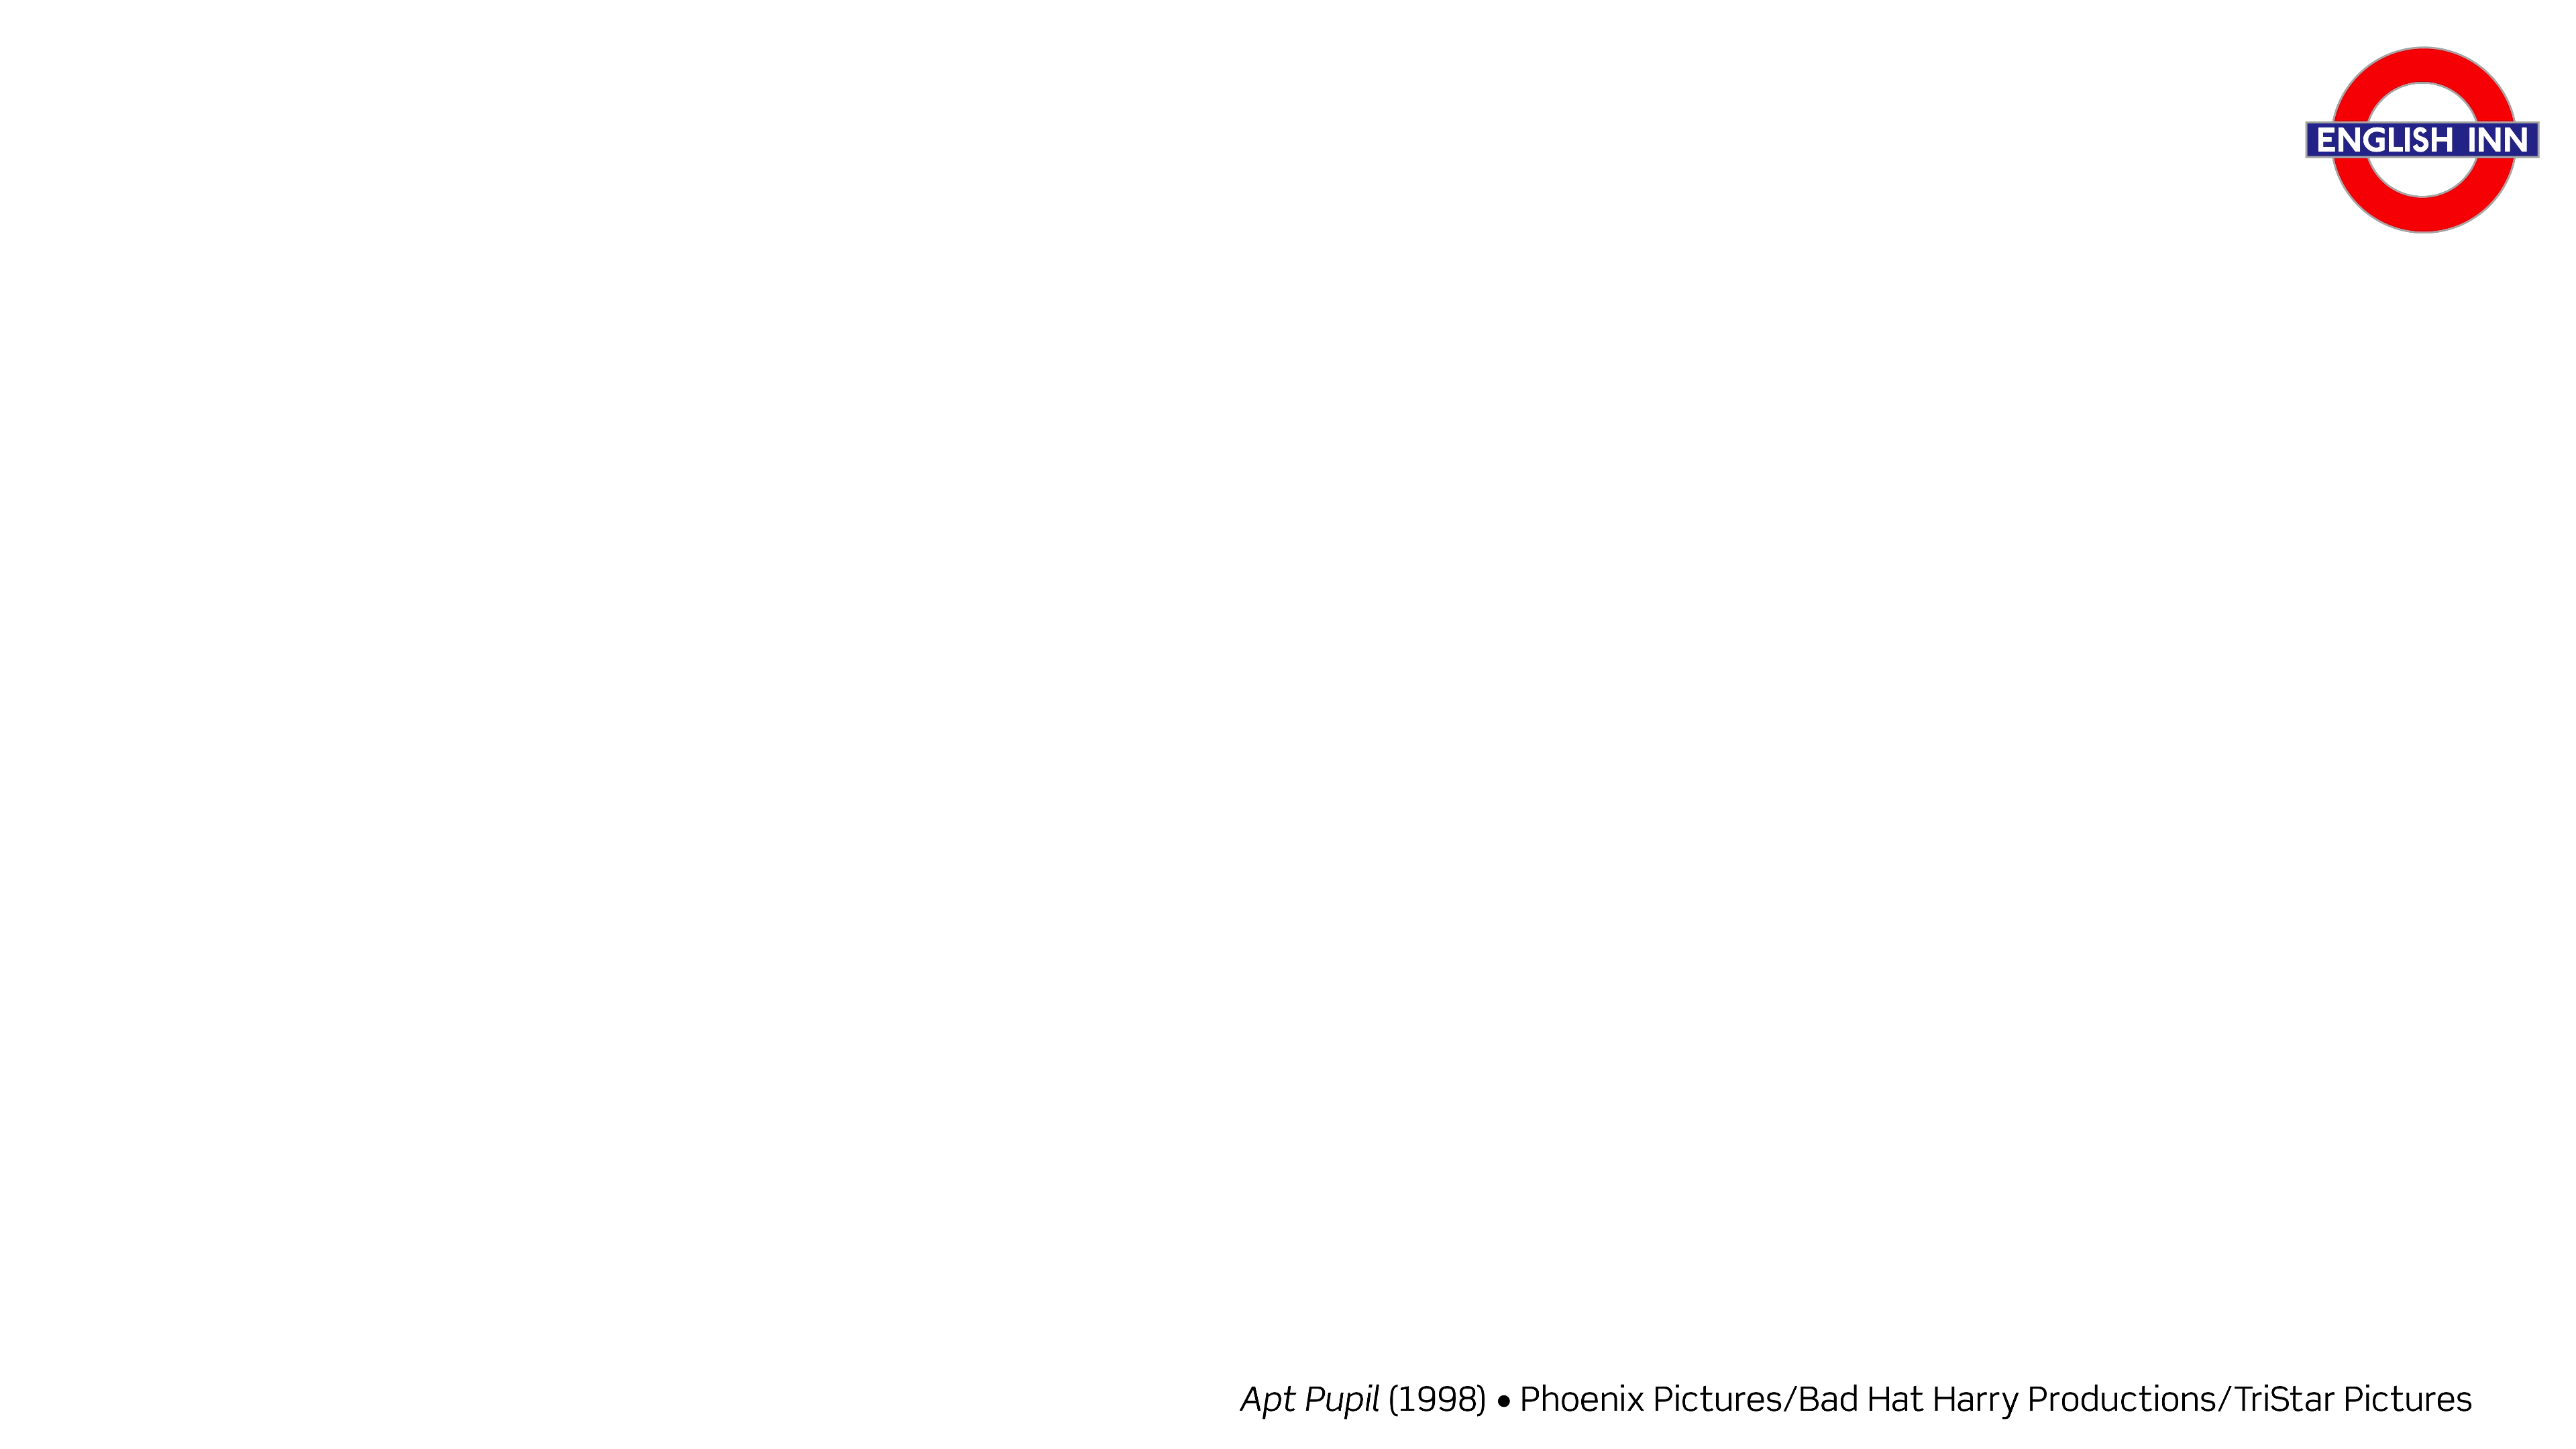 ENGLISH INN
Apt Pupil (1998) • Phoenix Pictures/Bad Hat Harry Productions/TriStar Pictures